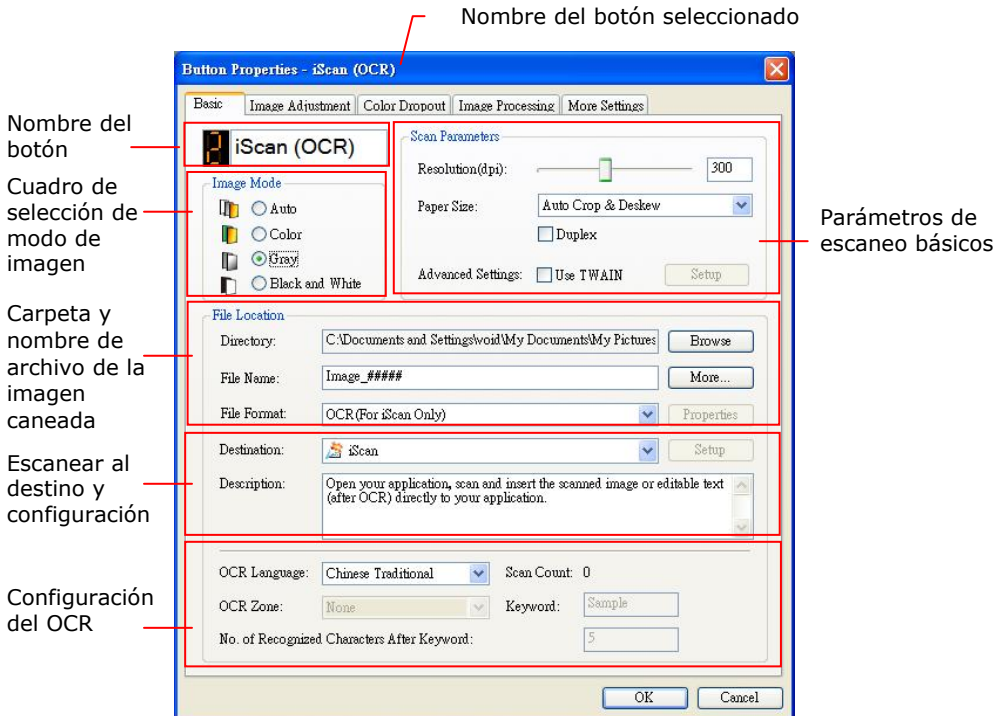 Nombre del botón seleccionado
Button Properties - iScan (OCR)
Basic Image Adjustment Color Dropout Image Processing More Settings
Nombre del
botón
2 iScan (OCR)
Cuadro de
selección de
modo de
imagen
Image Mode
Auto
Color
Gray
Black and White
Scan Parameters
Resolution(dpi): 300
Paper Size: Auto Crop & Deskew
Duplex
Advanced Settings: Use TWAIN Setup
Parámetros de
escaneo básicos
Carpeta y
nombre de
archivo de la
imagen
caneada
File Location
Directory: C:\Documents and Settings\void\My Documents\My Pictures Browse
File Name: Image_##### More...
File Format: OCR(For iScan Only) Properties
Escanear al
destino y
configuración
Destination: iScan Setup
Description: Open your application, scan and insert the scanned image or editable text
(after OCR) directly to your application.
Configuración
del OCR
OCR Language: Chinese Traditional Scan Count: 0
OCR Zone: None Keyword: Sample
No. of Recognized Characters After Keyword: 5
OK Cancel